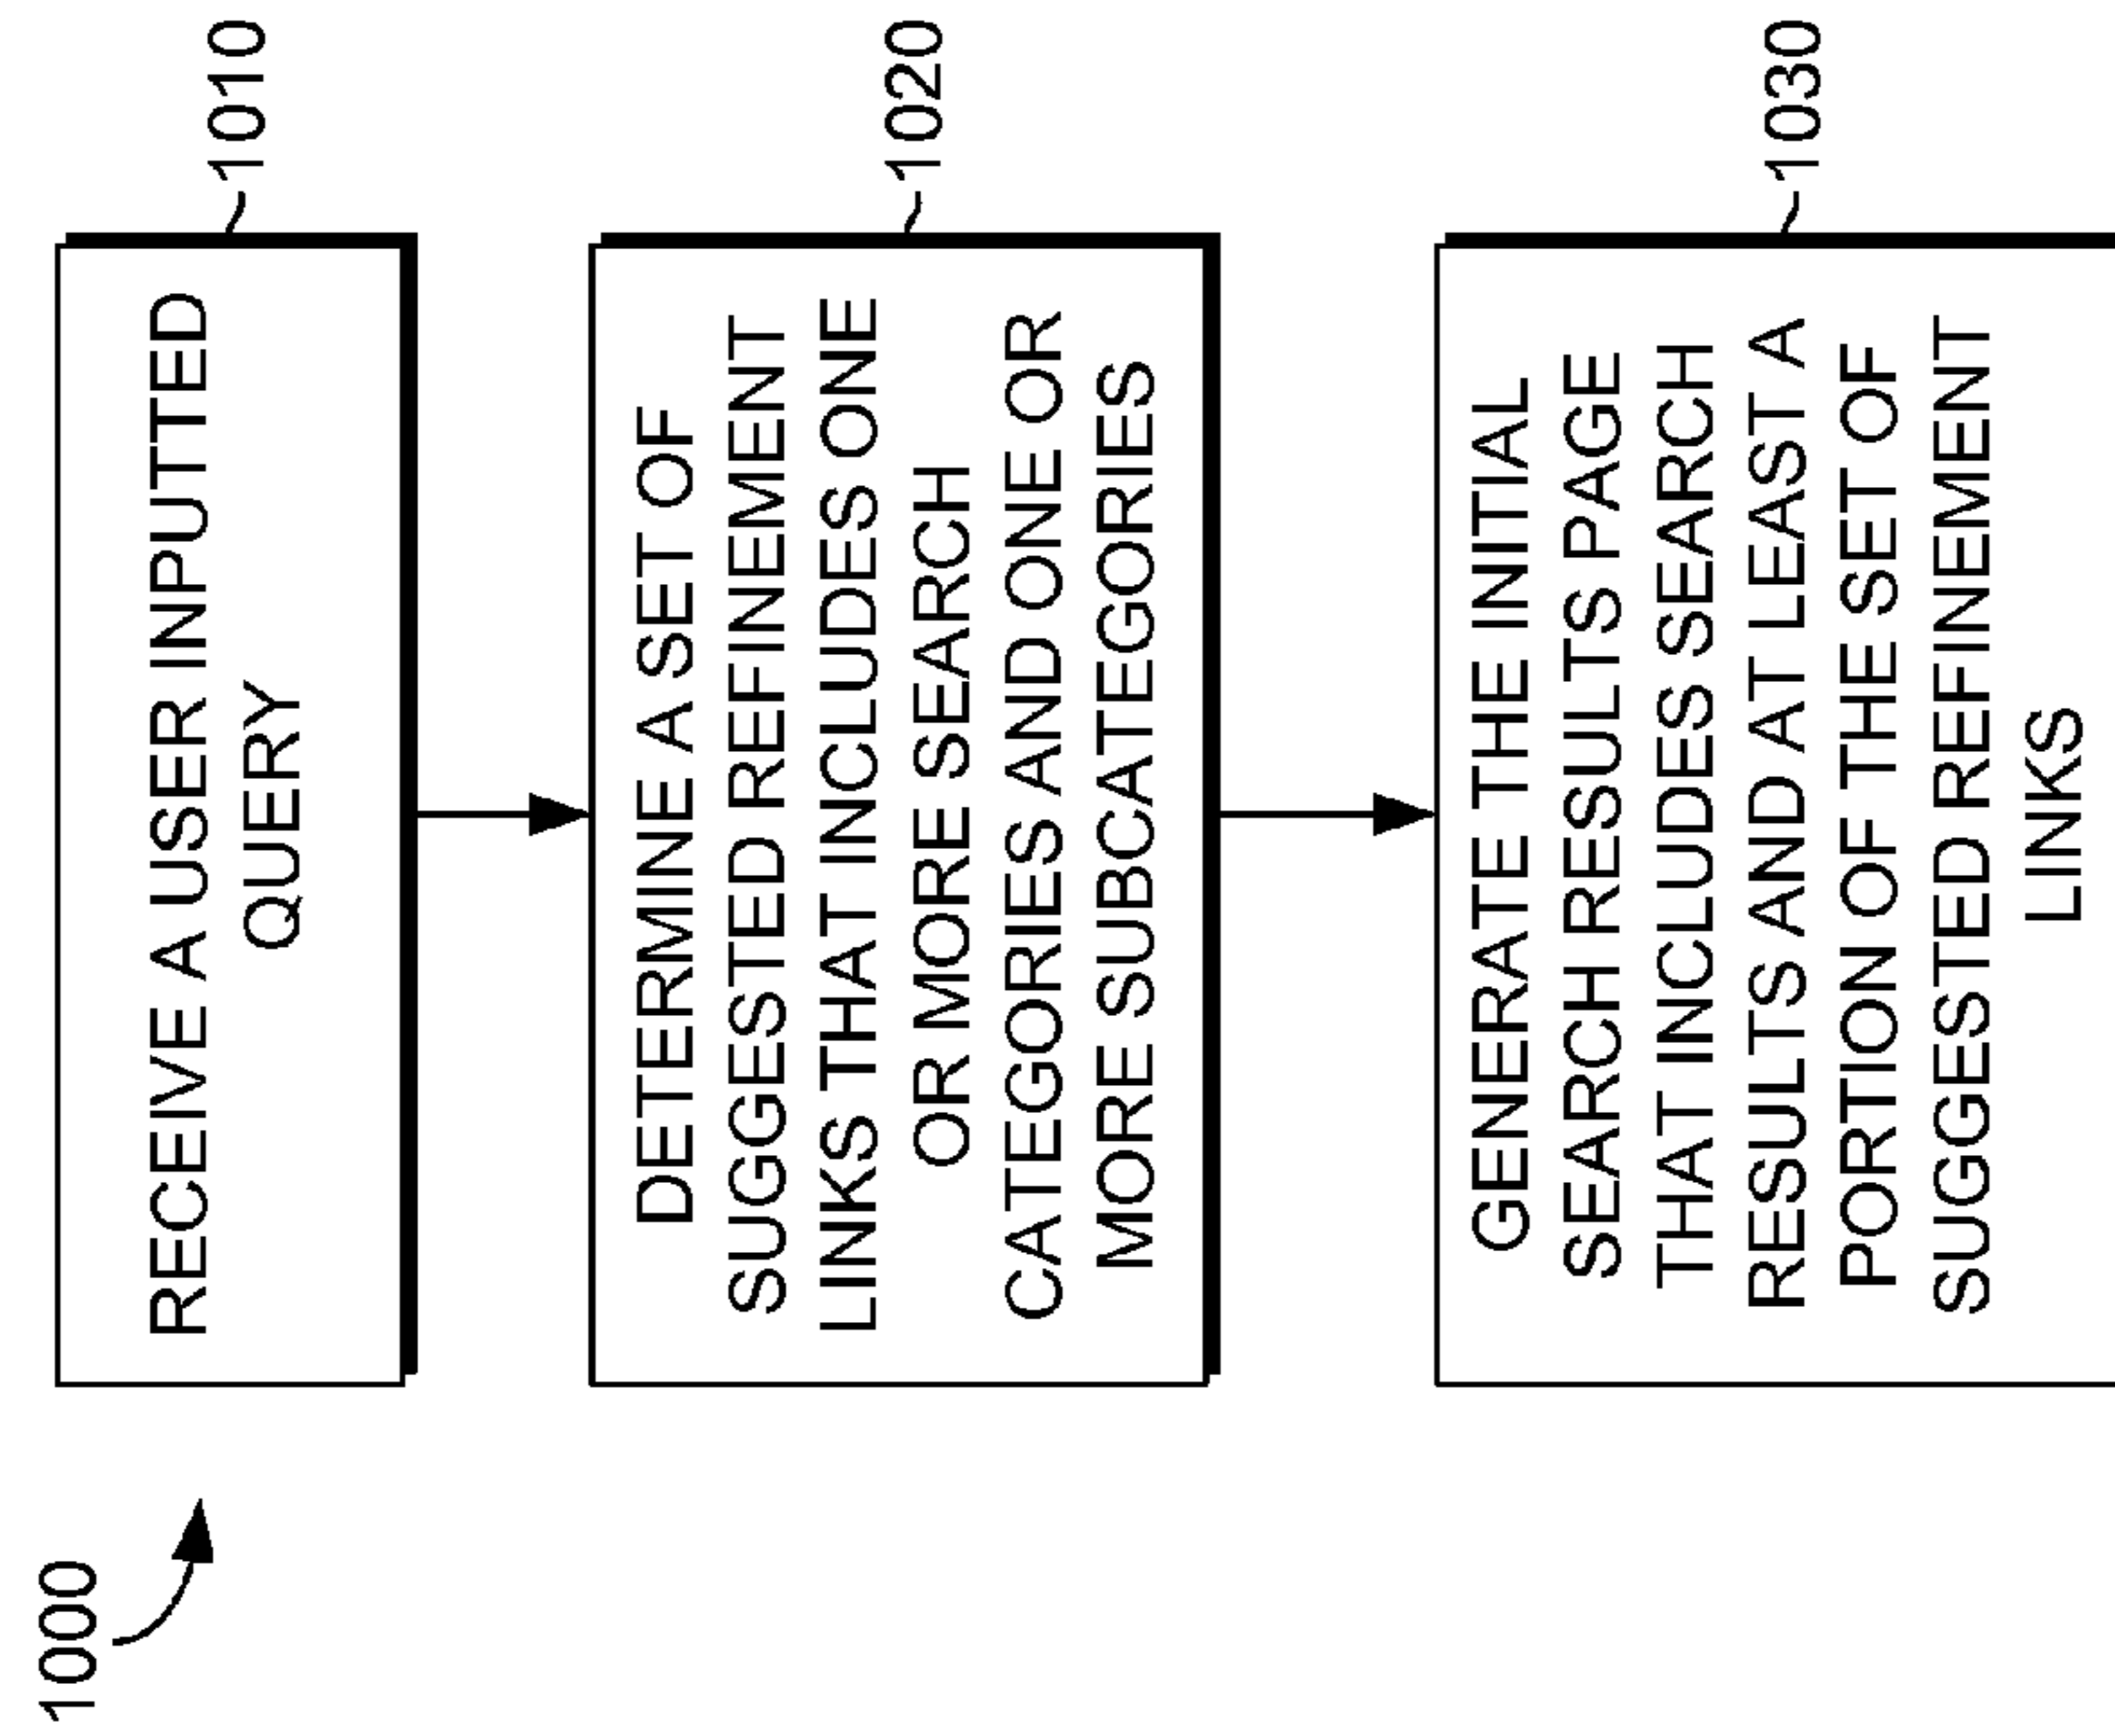 1000
RECEIVE A USER INPUTTED
QUERY
1010
DETERMINE A SET OF
SUGGESTED REFINEMENT
LINKS THAT INCLUDES ONE
OR MORE SEARCH
CATEGORIES AND ONE OR
MORE SUBCATEGORIES
1020
GENERATE THE INITIAL
SEARCH RESULTS PAGE
THAT INCLUDES SEARCH
RESULTS AND AT LEAST A
PORTION OF THE SET OF
SUGGESTED REFINEMENT
LINKS
1030